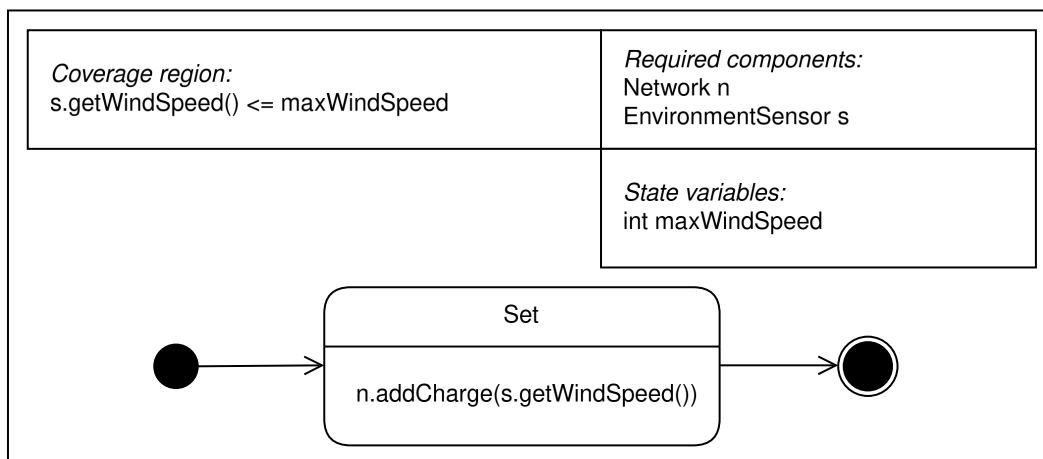 Coverage region:
s.getWindSpeed() <= maxWindSpeed
Required components:
Network n
EnvironmentSensor s
State variables:
int maxWindSpeed
Set
n.addCharge(s.getWindSpeed())